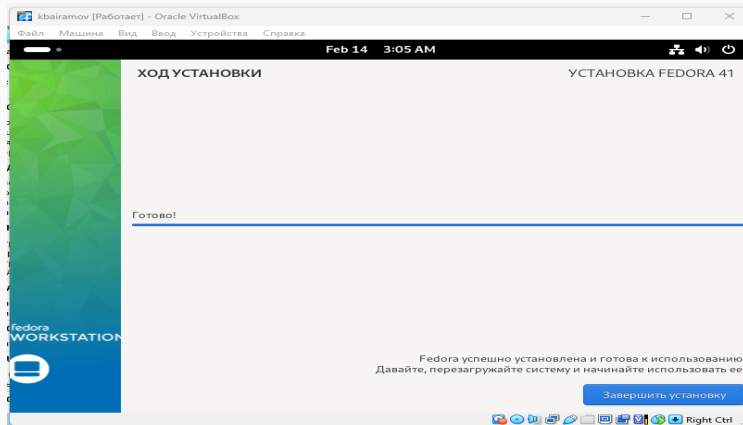 kbairamov [Работает] - Oracle VirtualBox
Файл Машина Вид Ввод Устройства Справка
Feb 14 3:05 AM
ХОД УСТАНОВКИ
УСТАНОВКА FEDORA 41
Готово!
fedora
WORKSTATION
Fedora успешно установлена и готова к использованию
Давайте, перезагружайте систему и начинайте использовать ее
Завершить установку
Right Ctrl